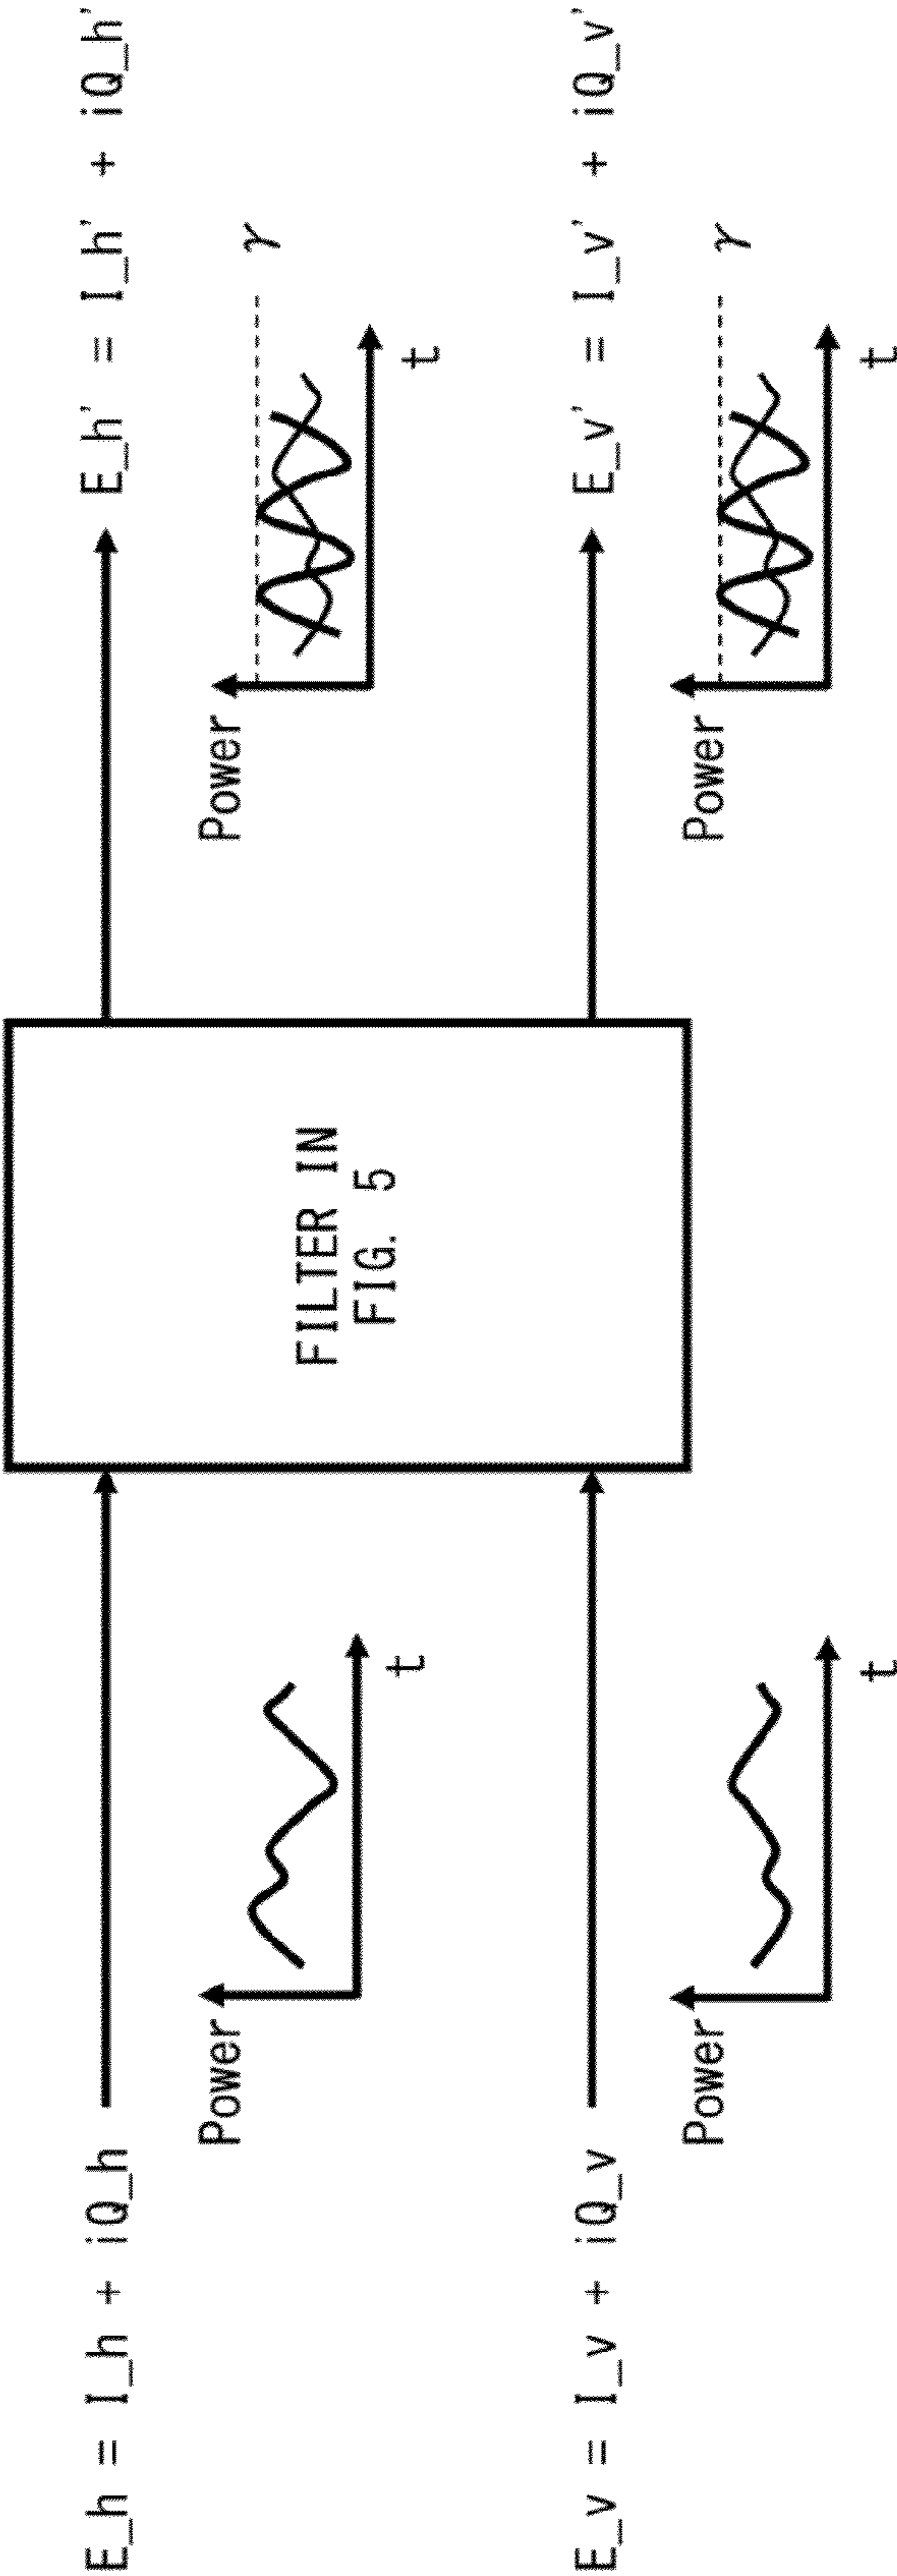 E_h = I_h + iQ_h
Power
t
FILTER IN
FIG. 5
E_h' = I_h' + iQ_h'
Power
γ
t
E_v = I_v + iQ_v
Power
t
E_v' = I_v' + iQ_v'
Power
γ
t